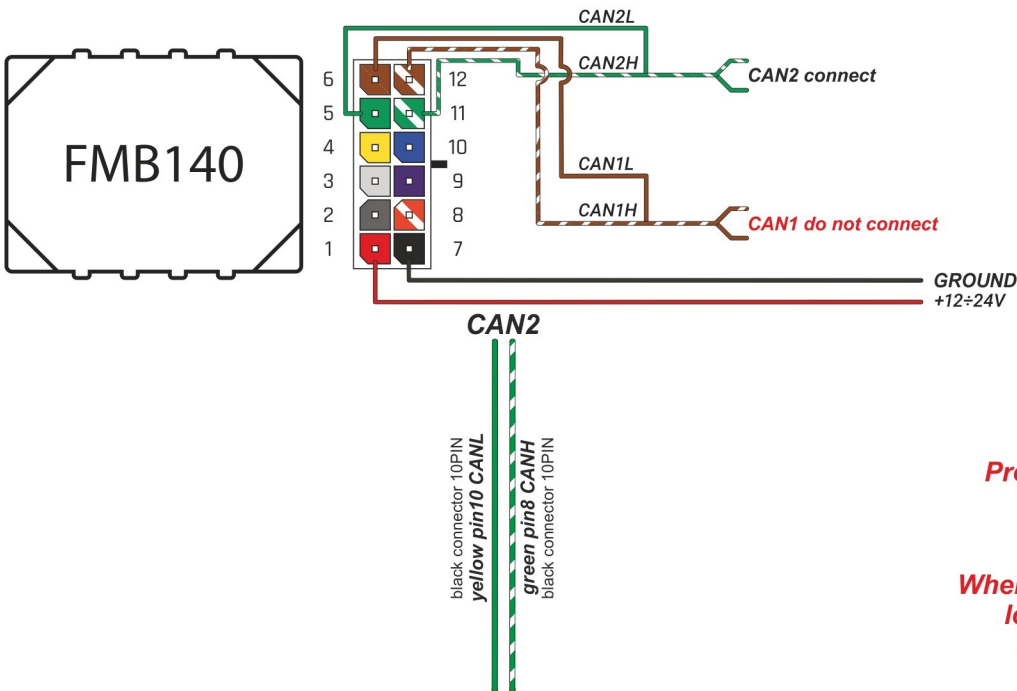 CAN2L
6
12
CAN2H
CAN2 connect
5
11
FMB140
4
10
3
9
CAN1L
2
8
CAN1H
CAN1 do not connect
1
7
GROUND
+12÷24V
CAN2
black connector 10PIN
yellow pin10 CANL
green pin8 CANH
black connector 10PIN